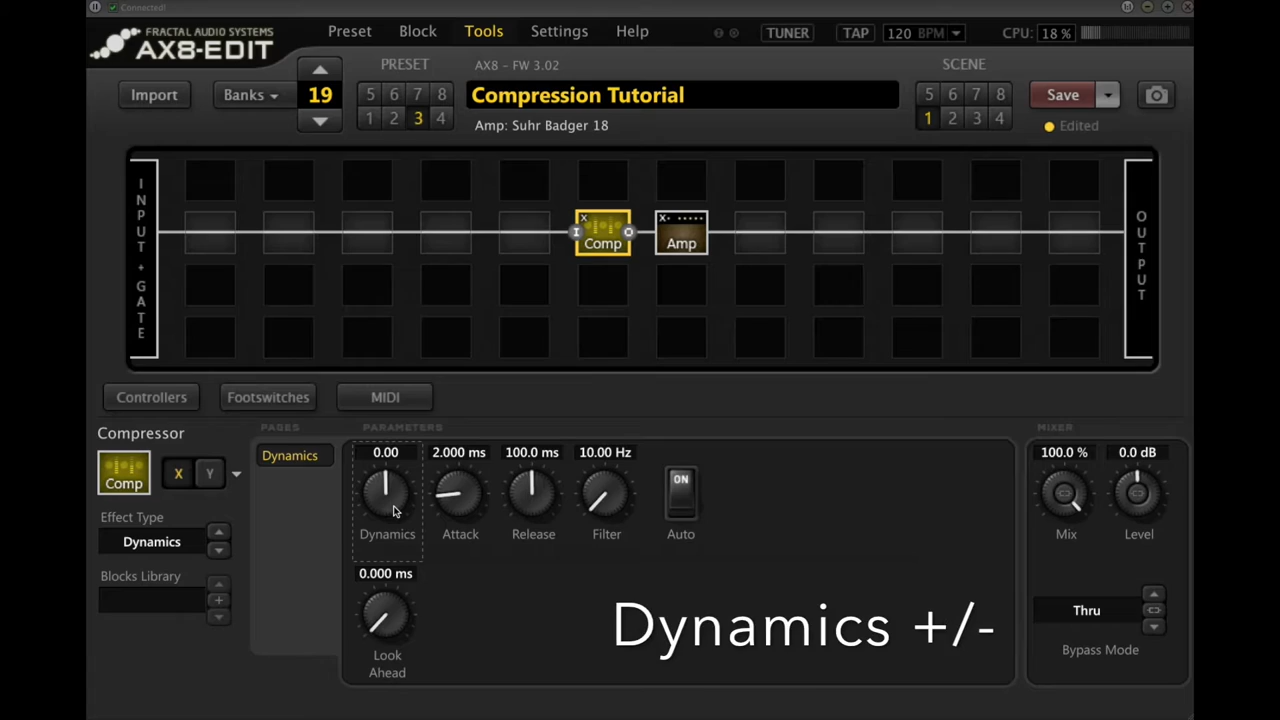 Connected!
FRACTAL AUDIO SYSTEMS
AX8-EDIT
Preset Block Tools Settings Help
TUNER TAP 120 BPM CPU: 18 %
PRESET AX8 - FW 3.02 SCENE
Import Banks 19 5 6 7 8 Compression Tutorial 5 6 7 8 Save
1 2 3 4 Amp: Suhr Badger 18 1 2 3 4 Edited
INPUT + GATE
X Comp
X Amp
OUTPUT
Controllers Footswitches MIDI
Compressor PAGES PARAMETERS MIXER
Dynamics 0.00 2.000 ms 100.0 ms 10.00 Hz 100.0 % 0.0 dB
Comp X Y ON
Effect Type Dynamics Attack Release Filter Auto Mix Level
Dynamics
Blocks Library 0.000 ms
Dynamics +/- Thru
Look Ahead Bypass Mode